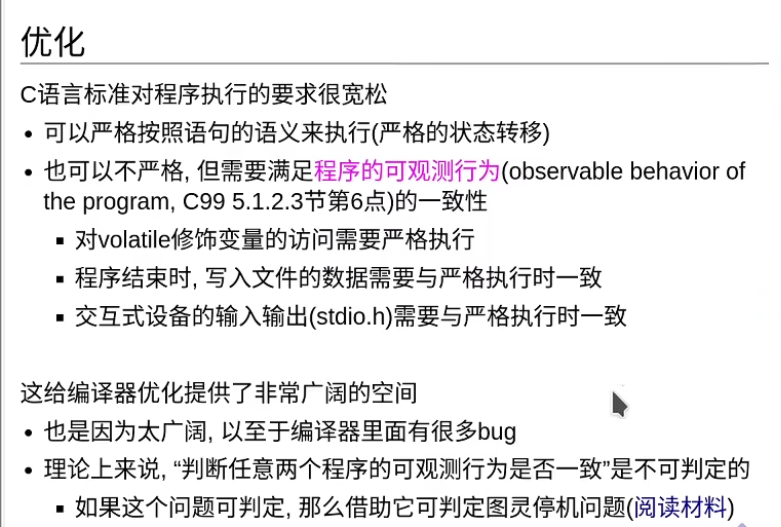 优化
C语言标准对程序执行的要求很宽松
• 可以严格按照语句的语义来执行(严格的状态转移)
• 也可以不严格, 但需要满足程序的可观测行为(observable behavior of
the program, C99 5.1.2.3节第6点)的一致性
▪ 对volatile修饰变量的访问需要严格执行
▪ 程序结束时, 写入文件的数据需要与严格执行时一致
▪ 交互式设备的输入输出(stdio.h)需要与严格执行时一致
这给编译器优化提供了非常广阔的空间
• 也是因为太广阔, 以至于编译器里面有很多bug
• 理论上来说, “判断任意两个程序的可观测行为是否一致”是不可判定的
▪ 如果这个问题可判定, 那么借助它可判定图灵停机问题(阅读材料)